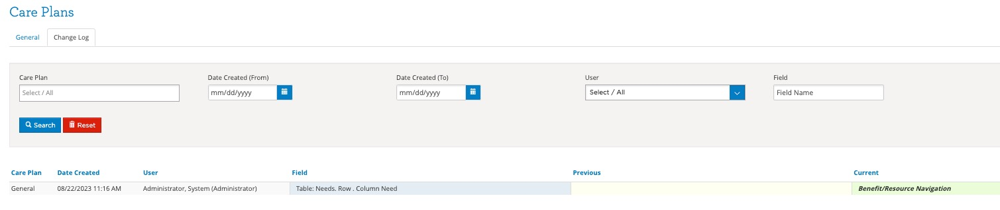 Care Plans
General Change Log
Care Plan Date Created (From) Date Created (To) User Field
Select / All mm/dd/yyyy mm/dd/yyyy Select / All Field Name
Search Reset
Care Plan Date Created User Field Previous Current
General 08/22/2023 11:16 AM Administrator, System (Administrator) Table: Needs, Row . Column Need Benefit/Resource Navigation